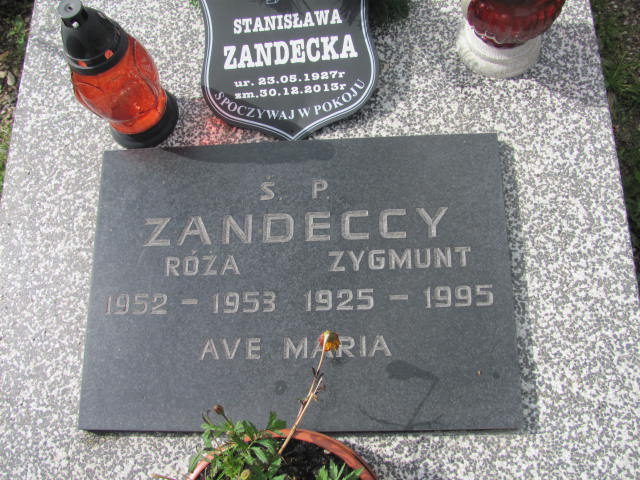 STANISŁAWA
ZANDECKA
ur. 23.05.1927r
zm. 30.12.2013r
SPOCZYWAJ W POKOJU
Ś. P.
ZANDECCY
RÓŻA ZYGMUNT
1952 – 1953 1925 – 1995
AVE MARIA